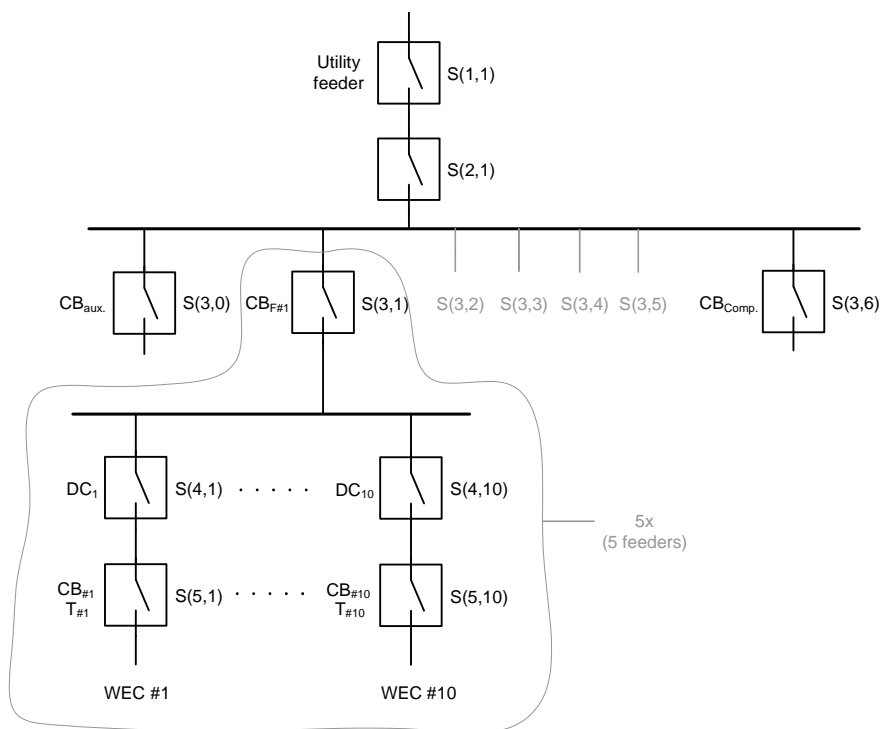 Utility
feeder
S(1,1)
S(2,1)
CBaux.
S(3,0)
CBF#1
S(3,1)
S(3,2)
S(3,3)
S(3,4)
S(3,5)
CBComp.
S(3,6)
DC1
S(4,1)
. . . . .
DC10
S(4,10)
5x
(5 feeders)
CB#1
T#1
S(5,1)
. . . . .
CB#10
T#10
S(5,10)
WEC #1
WEC #10